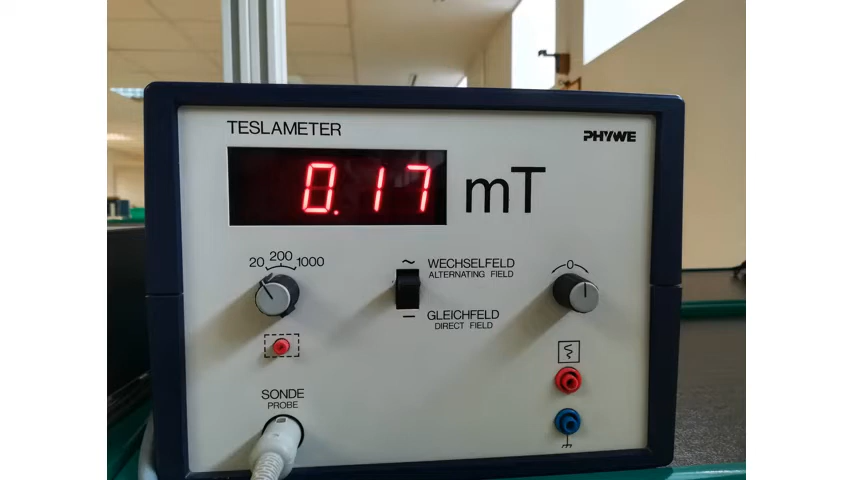 TESLAMETER
PHYWE
0.17 mT
20 200 1000
~ WECHSELFELD
ALTERNATING FIELD
– GLEICHFELD
DIRECT FIELD
0
SONDE
PROBE